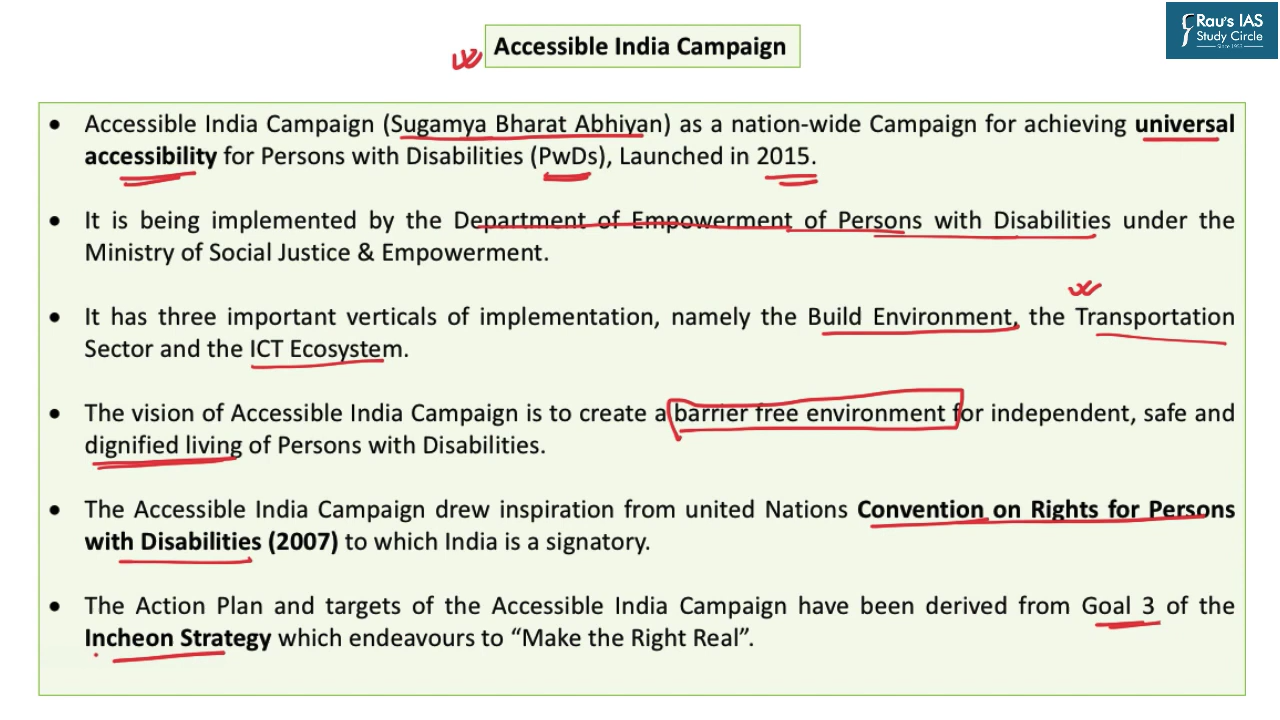 Rau's IAS
Study Circle
Since 1953
Accessible India Campaign
• Accessible India Campaign (Sugamya Bharat Abhiyan) as a nation-wide Campaign for achieving universal
accessibility for Persons with Disabilities (PwDs), Launched in 2015.
• It is being implemented by the Department of Empowerment of Persons with Disabilities under the
Ministry of Social Justice & Empowerment.
• It has three important verticals of implementation, namely the Build Environment, the Transportation
Sector and the ICT Ecosystem.
• The vision of Accessible India Campaign is to create a barrier free environment for independent, safe and
dignified living of Persons with Disabilities.
• The Accessible India Campaign drew inspiration from united Nations Convention on Rights for Persons
with Disabilities (2007) to which India is a signatory.
• The Action Plan and targets of the Accessible India Campaign have been derived from Goal 3 of the
Incheon Strategy which endeavours to “Make the Right Real”.